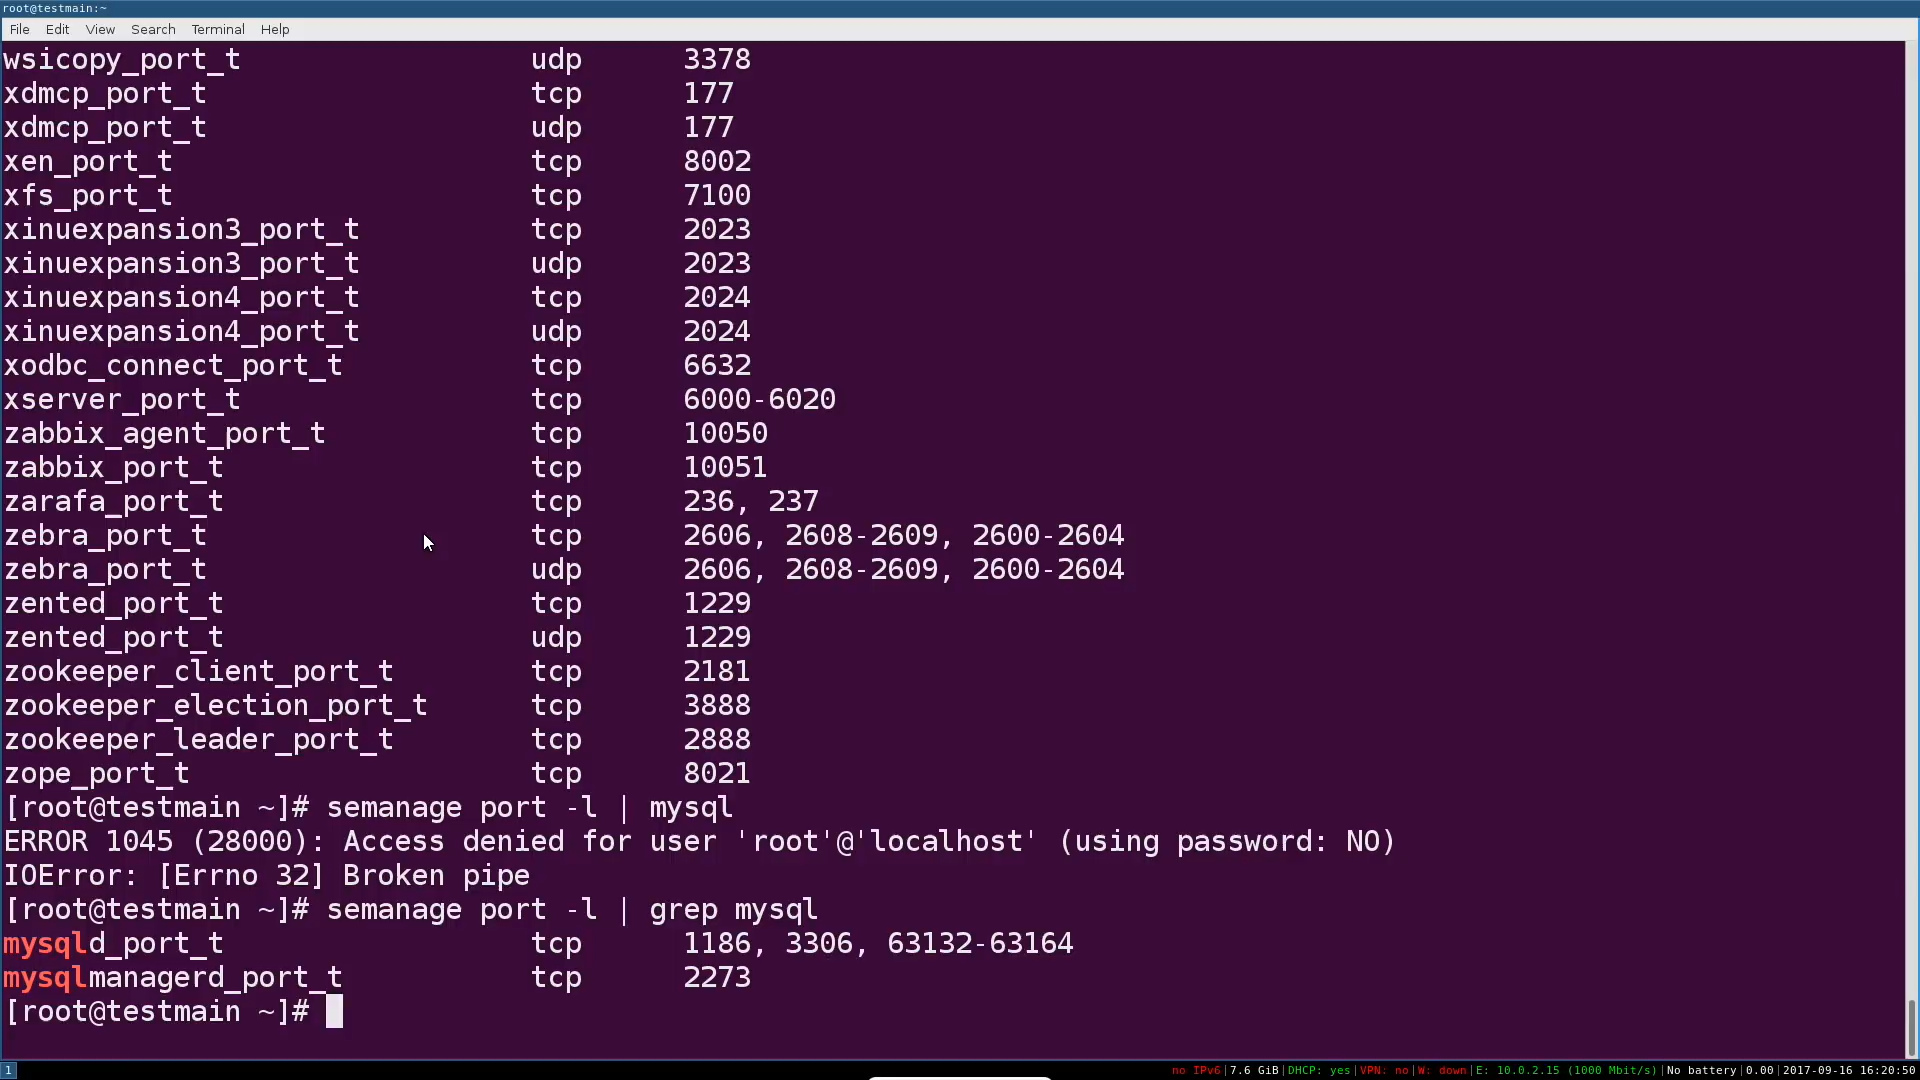 root@testmain:~
File Edit View Search Terminal Help
wsicopy_port_t udp 3378
xdmcp_port_t tcp 177
xdmcp_port_t udp 177
xen_port_t tcp 8002
xfs_port_t tcp 7100
xinuexpansion3_port_t tcp 2023
xinuexpansion3_port_t udp 2023
xinuexpansion4_port_t tcp 2024
xinuexpansion4_port_t udp 2024
xodbc_connect_port_t tcp 6632
xserver_port_t tcp 6000-6020
zabbix_agent_port_t tcp 10050
zabbix_port_t tcp 10051
zarafa_port_t tcp 236, 237
zebra_port_t tcp 2606, 2608-2609, 2600-2604
zebra_port_t udp 2606, 2608-2609, 2600-2604
zented_port_t tcp 1229
zented_port_t udp 1229
zookeeper_client_port_t tcp 2181
zookeeper_election_port_t tcp 3888
zookeeper_leader_port_t tcp 2888
zope_port_t tcp 8021
[root@testmain ~]# semanage port -l | mysql
ERROR 1045 (28000): Access denied for user 'root'@'localhost' (using password: NO)
IOError: [Errno 32] Broken pipe
[root@testmain ~]# semanage port -l | grep mysql
mysqld_port_t tcp 1186, 3306, 63132-63164
mysqlmanagerd_port_t tcp 2273
[root@testmain ~]#
1 no IPv6|7.6 GiB|DHCP: yes|VPN: no|W: down|E: 10.0.2.15 (1000 Mbit/s)|No battery|0.00|2017-09-16 16:20:50